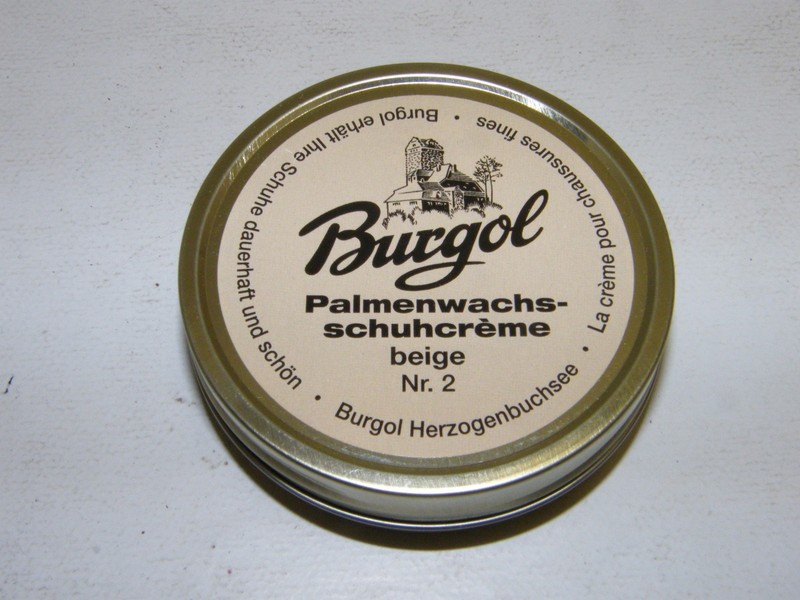 Burgol
Palmenwachs-
schuhcrème
beige
Nr. 2
Burgol erhält Ihre Schuhe dauerhaft und schön •
Burgol Herzogenbuchsee •
La crème pour chaussures fines •